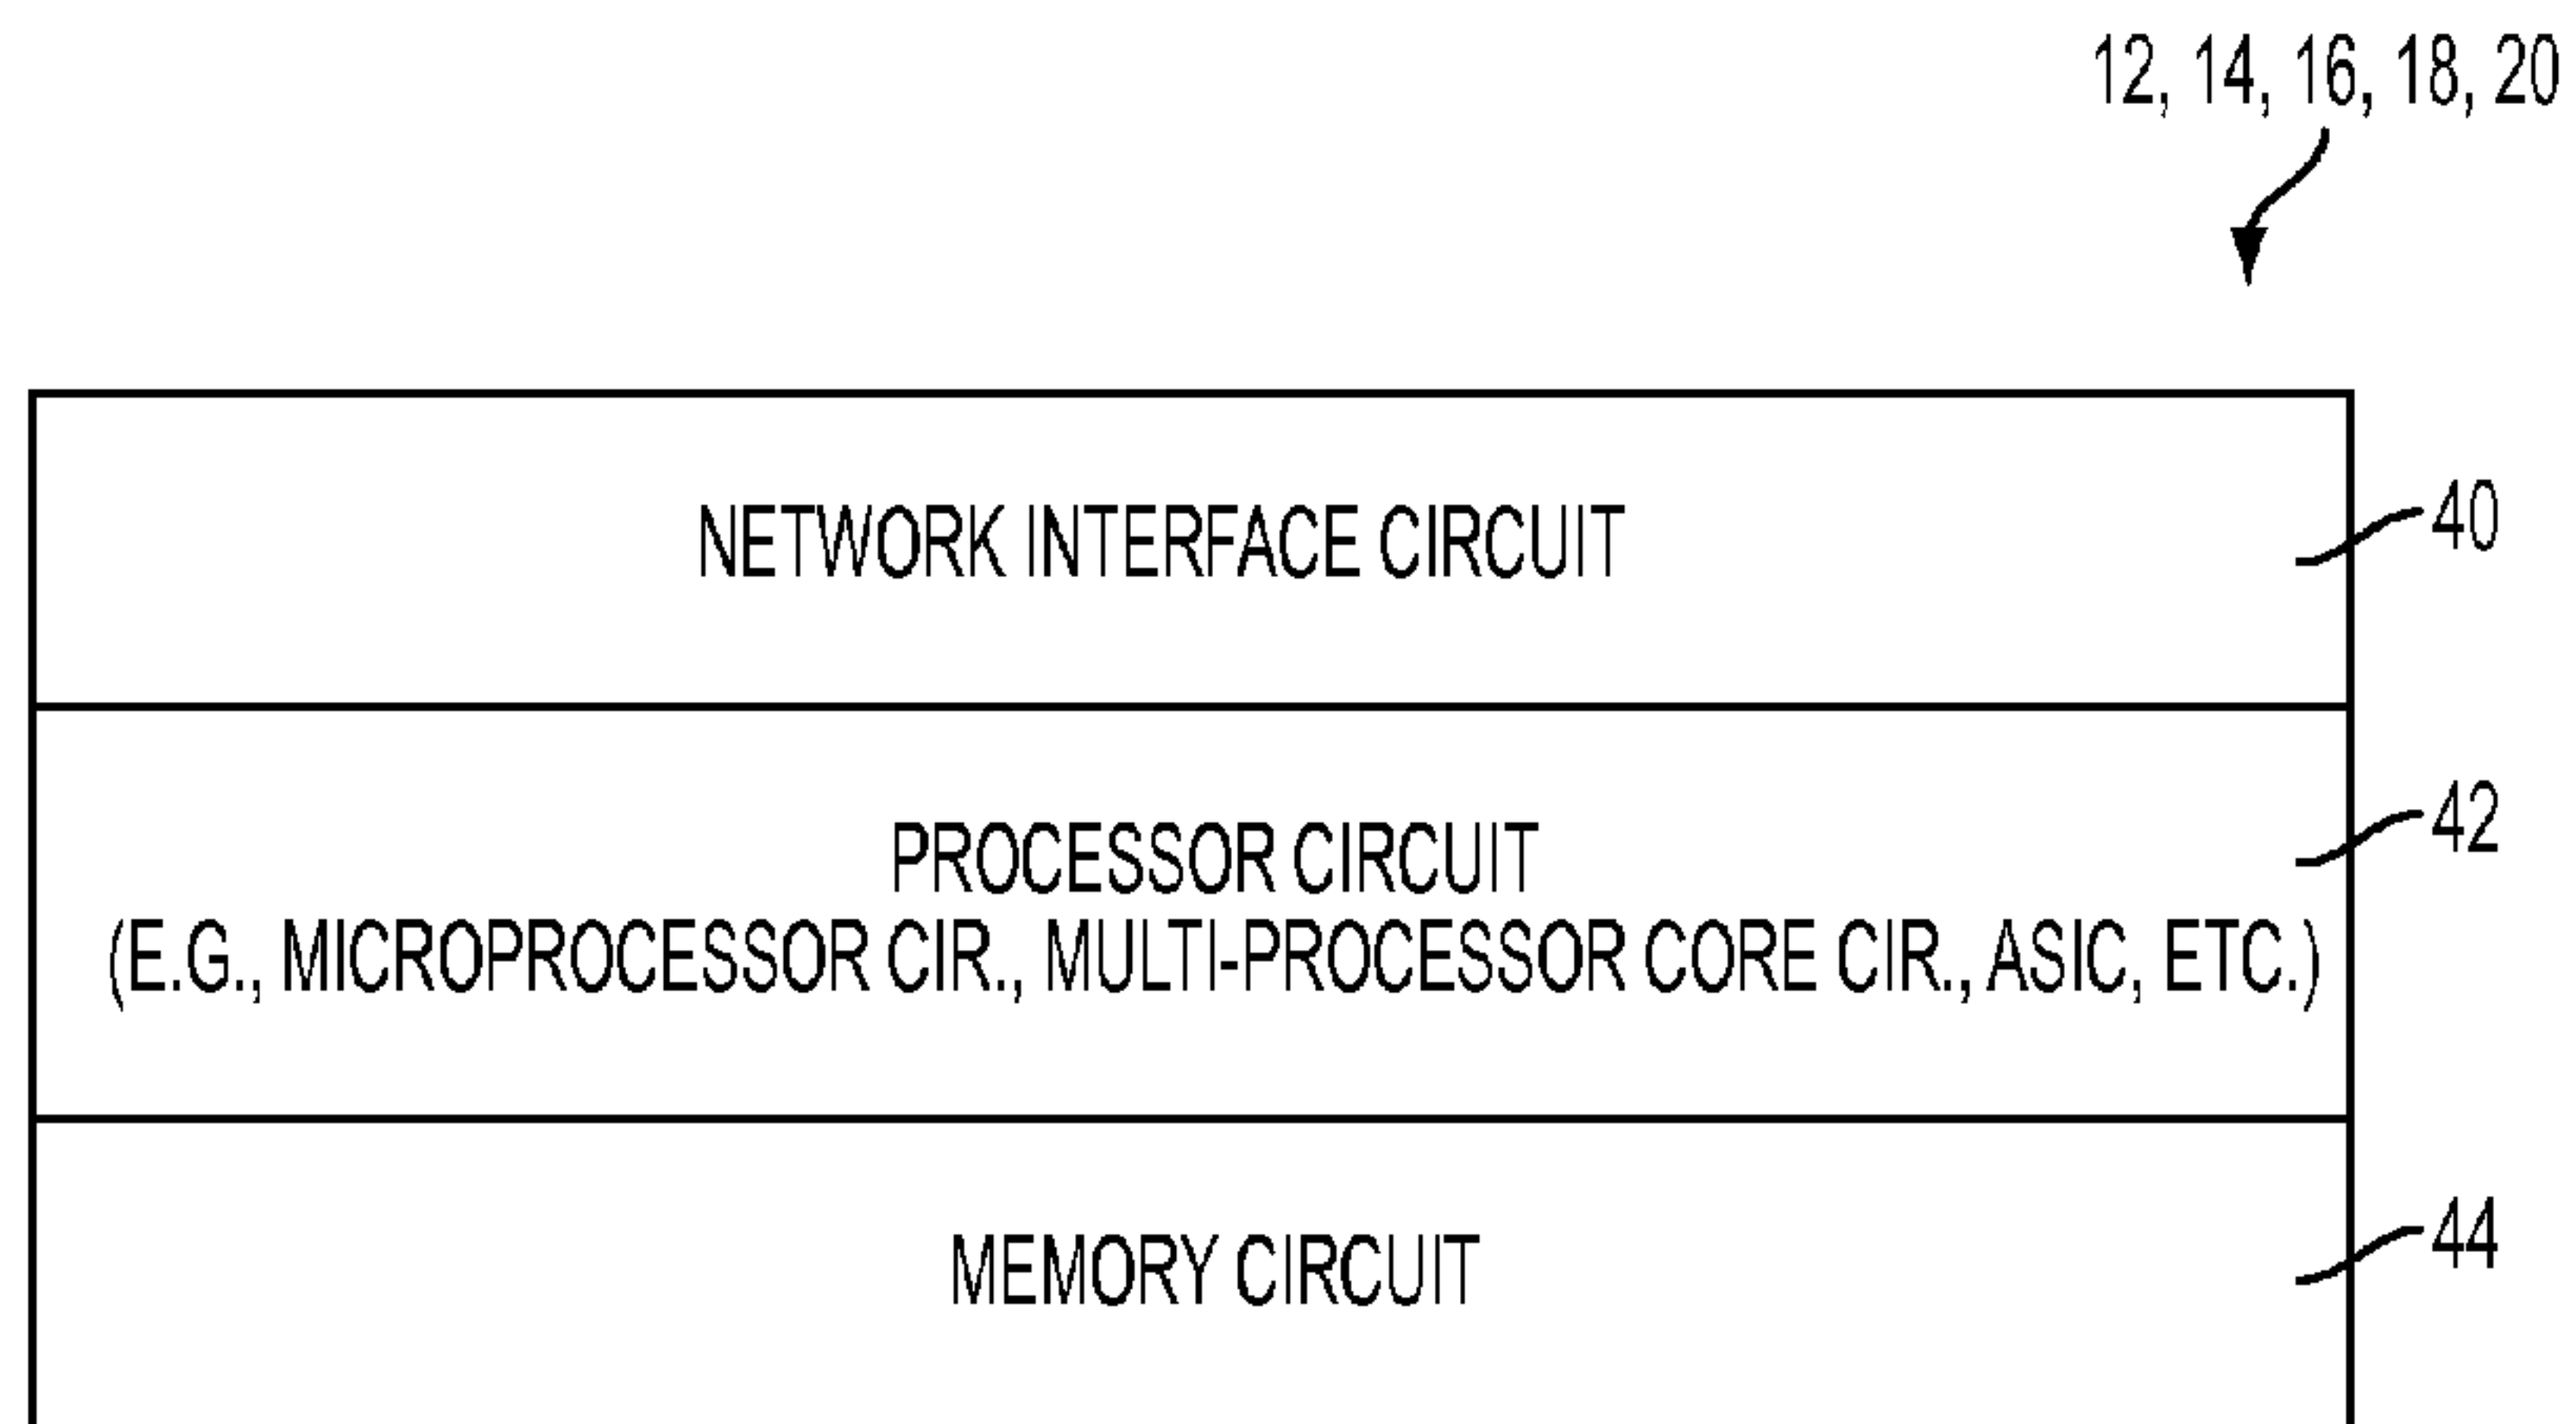 12, 14, 16, 18, 20
NETWORK INTERFACE CIRCUIT
40
PROCESSOR CIRCUIT
(E.G., MICROPROCESSOR CIR., MULTI-PROCESSOR CORE CIR., ASIC, ETC.)
42
MEMORY CIRCUIT
44